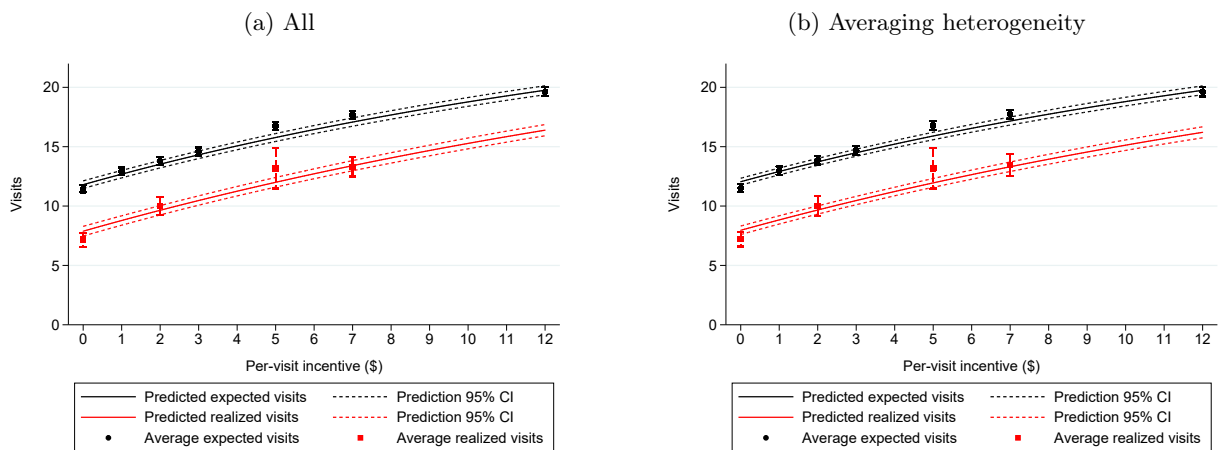 (a) All
20
15
10
5
0
Visits
0 1 2 3 4 5 6 7 8 9 10 11 12
Per-visit incentive ($)
Predicted expected visits Prediction 95% CI
Predicted realized visits Prediction 95% CI
Average expected visits Average realized visits
(b) Averaging heterogeneity
20
15
10
5
0
Visits
0 1 2 3 4 5 6 7 8 9 10 11 12
Per-visit incentive ($)
Predicted expected visits Prediction 95% CI
Predicted realized visits Prediction 95% CI
Average expected visits Average realized visits